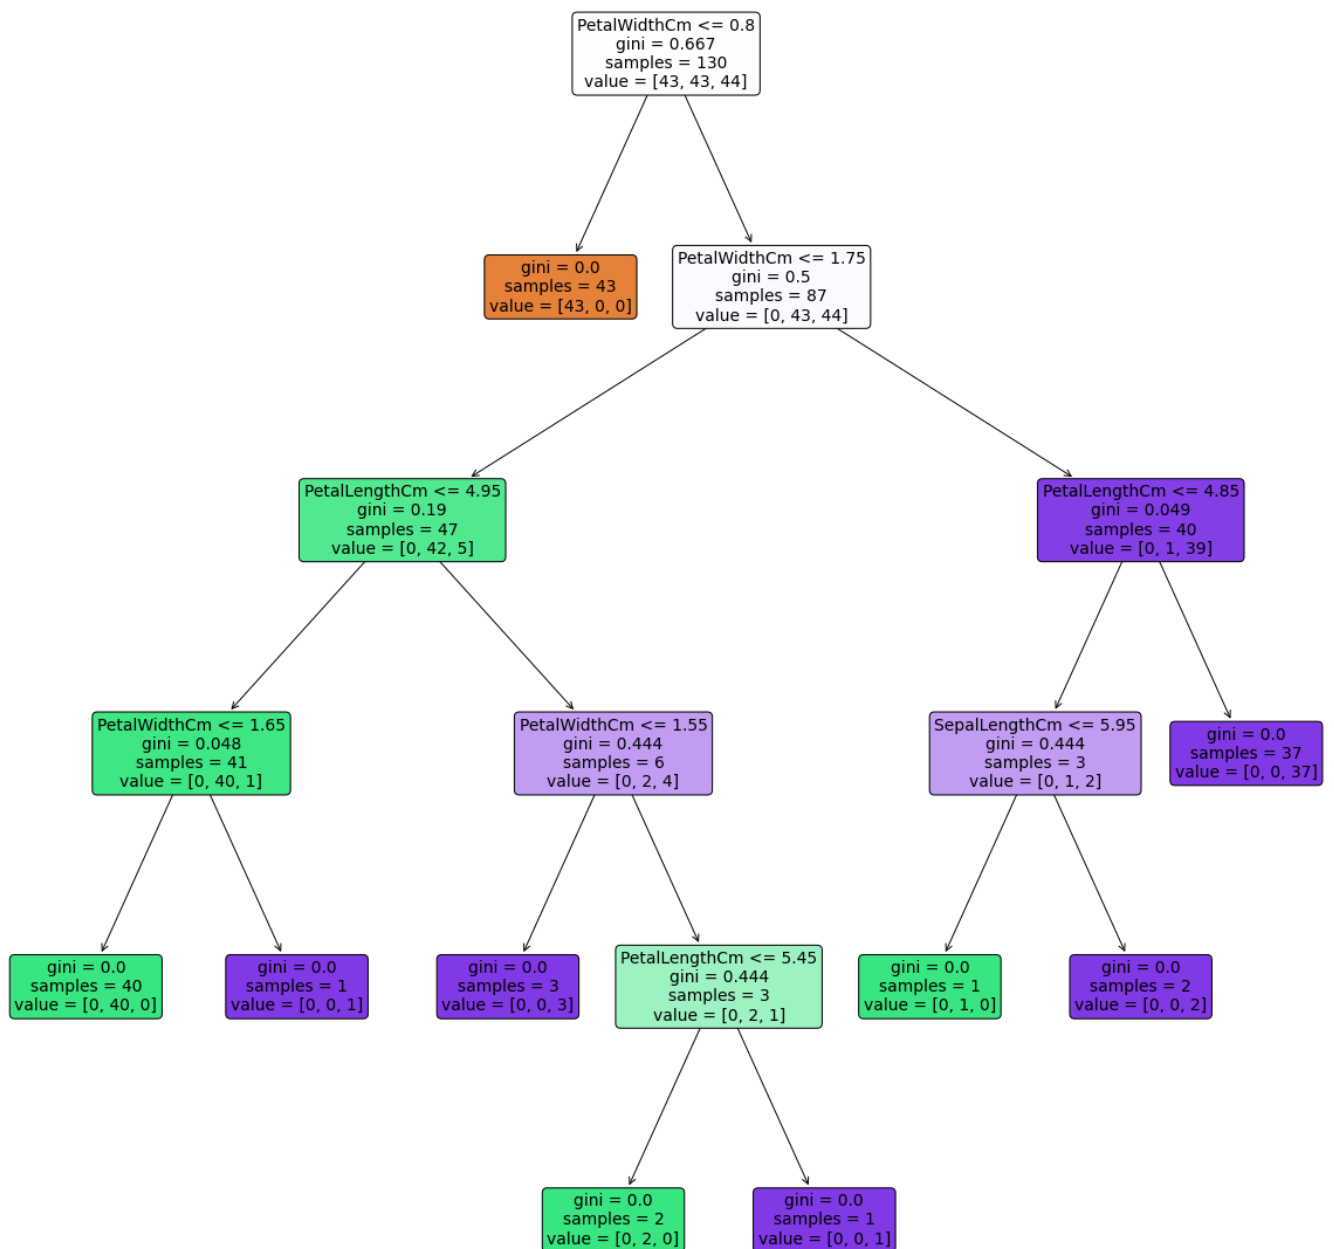 PetalWidthCm <= 0.8
gini = 0.667
samples = 130
value = [43, 43, 44]
gini = 0.0
samples = 43
value = [43, 0, 0]
PetalWidthCm <= 1.75
gini = 0.5
samples = 87
value = [0, 43, 44]
PetalLengthCm <= 4.95
gini = 0.19
samples = 47
value = [0, 42, 5]
PetalLengthCm <= 4.85
gini = 0.049
samples = 40
value = [0, 1, 39]
PetalWidthCm <= 1.65
gini = 0.048
samples = 41
value = [0, 40, 1]
PetalWidthCm <= 1.55
gini = 0.444
samples = 6
value = [0, 2, 4]
SepalLengthCm <= 5.95
gini = 0.444
samples = 3
value = [0, 1, 2]
gini = 0.0
samples = 37
value = [0, 0, 37]
gini = 0.0
samples = 40
value = [0, 40, 0]
gini = 0.0
samples = 1
value = [0, 0, 1]
gini = 0.0
samples = 3
value = [0, 0, 3]
PetalLengthCm <= 5.45
gini = 0.444
samples = 3
value = [0, 2, 1]
gini = 0.0
samples = 1
value = [0, 1, 0]
gini = 0.0
samples = 2
value = [0, 0, 2]
gini = 0.0
samples = 2
value = [0, 2, 0]
gini = 0.0
samples = 1
value = [0, 0, 1]